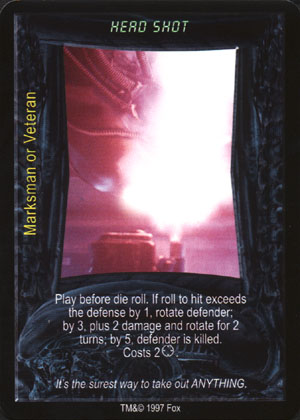 HEAD SHOT
Marksman or Veteran
Play before die roll. If roll to hit exceeds
the defense by 1, rotate defender;
by 3, plus 2 damage and rotate for 2
turns; by 5, defender is killed.
Costs 2
It's the surest way to take out ANYTHING.
TM&© 1997 Fox